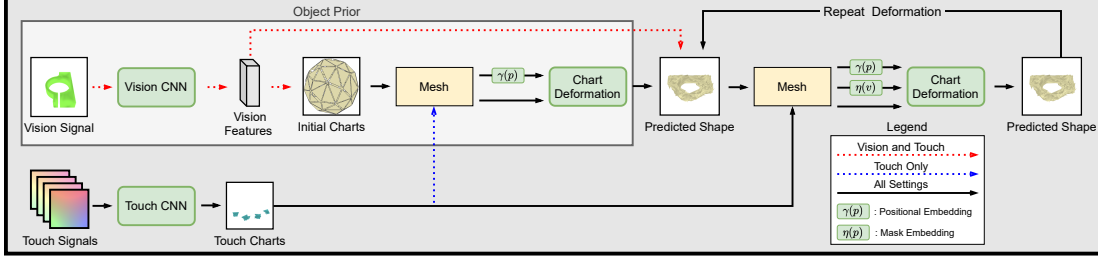 Object Prior
Repeat Deformation
Vision CNN
Mesh
γ(p)
Chart
Deformation
Mesh
γ(p)
η(v)
Chart
Deformation
Vision Signal
Vision
Features
Initial Charts
Predicted Shape
Predicted Shape
Legend
Vision and Touch
Touch Only
All Settings
γ(p) : Positional Embedding
η(p) : Mask Embedding
Touch CNN
Touch Signals
Touch Charts